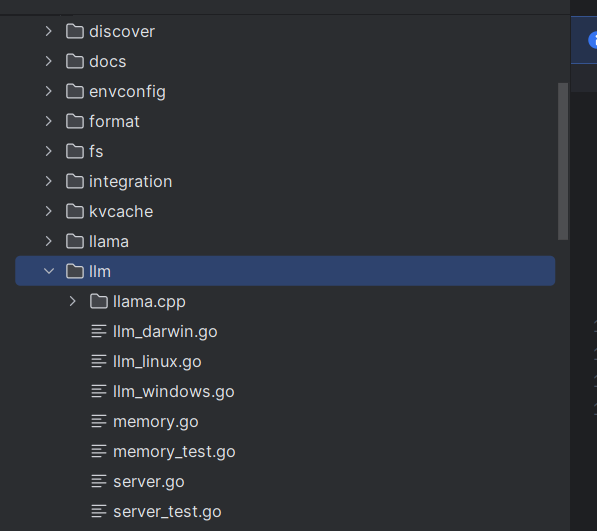 discover
docs
envconfig
format
fs
integration
kvcache
llama
llm
llama.cpp
llm_darwin.go
llm_linux.go
llm_windows.go
memory.go
memory_test.go
server.go
server_test.go